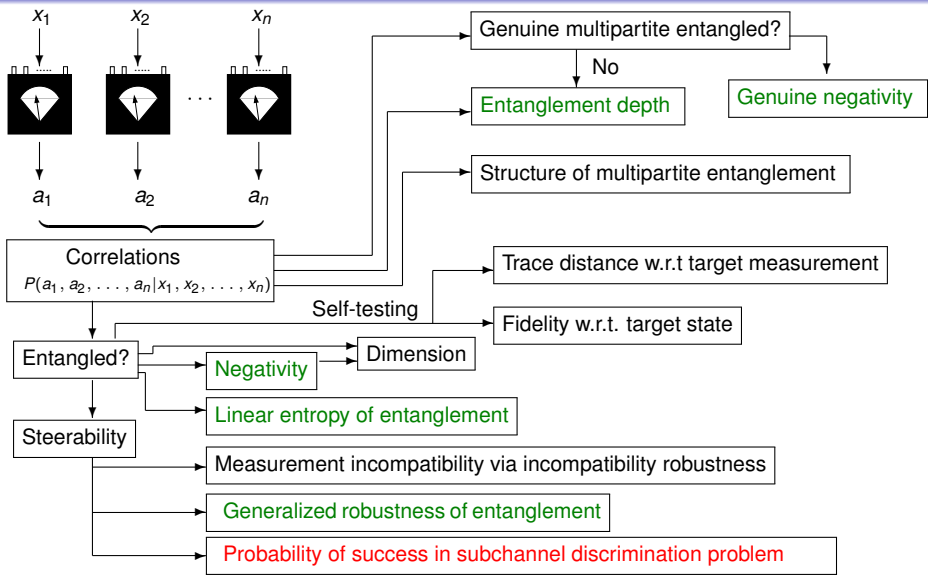 x1 x2 xn
..... ..... .....
. . .
a1 a2 an
Correlations
P(a1, a2, . . . , an|x1, x2, . . . , xn)
Genuine multipartite entangled?
No
Entanglement depth
Genuine negativity
Structure of multipartite entanglement
Self-testing
Trace distance w.r.t target measurement
Fidelity w.r.t. target state
Entangled?
Dimension
Negativity
Linear entropy of entanglement
Steerability
Measurement incompatibility via incompatibility robustness
Generalized robustness of entanglement
Probability of success in subchannel discrimination problem